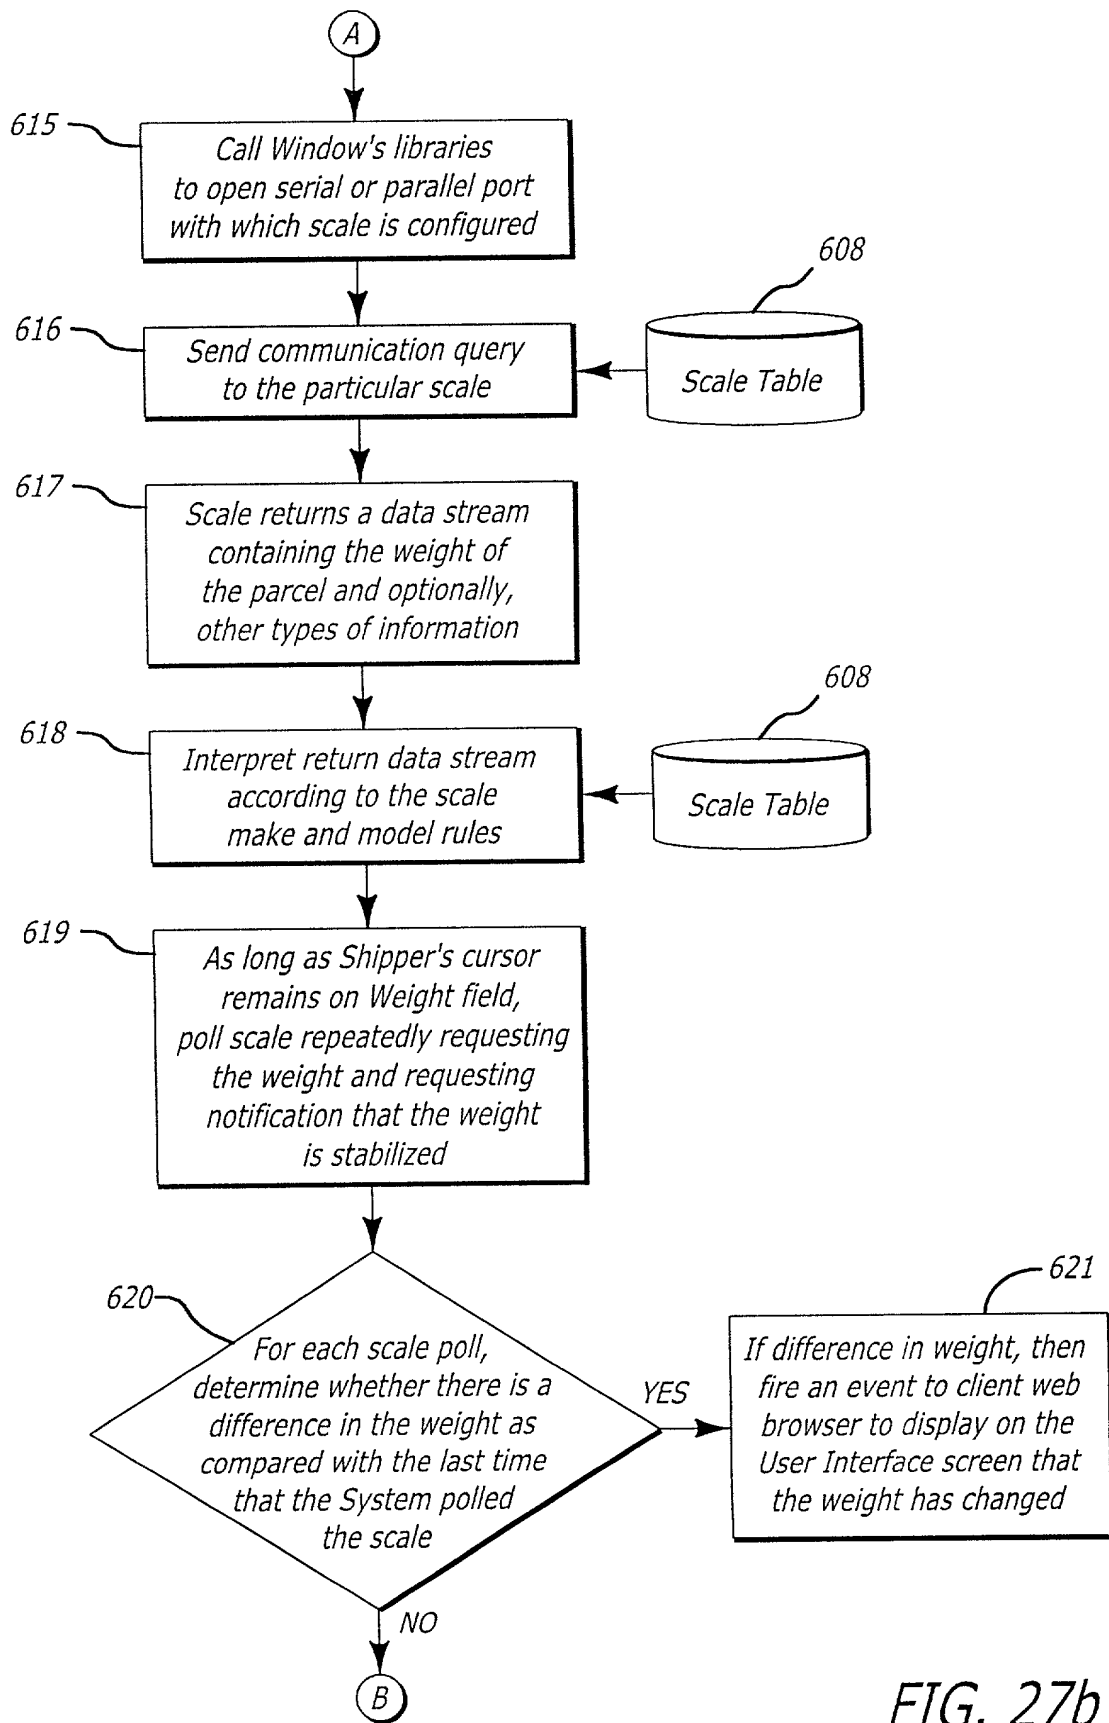 A
615
Call Window's libraries
to open serial or parallel port
with which scale is configured
608
616
Send communication query
to the particular scale
Scale Table
617
Scale returns a data stream
containing the weight of
the parcel and optionally,
other types of information
608
618
Interpret return data stream
according to the scale
make and model rules
Scale Table
619
As long as Shipper's cursor
remains on Weight field,
poll scale repeatedly requesting
the weight and requesting
notification that the weight
is stabilized
620
For each scale poll,
determine whether there is a
difference in the weight as
compared with the last time
that the System polled
the scale
YES
621
If difference in weight, then
fire an event to client web
browser to display on the
User Interface screen that
the weight has changed
NO
B
FIG. 27b